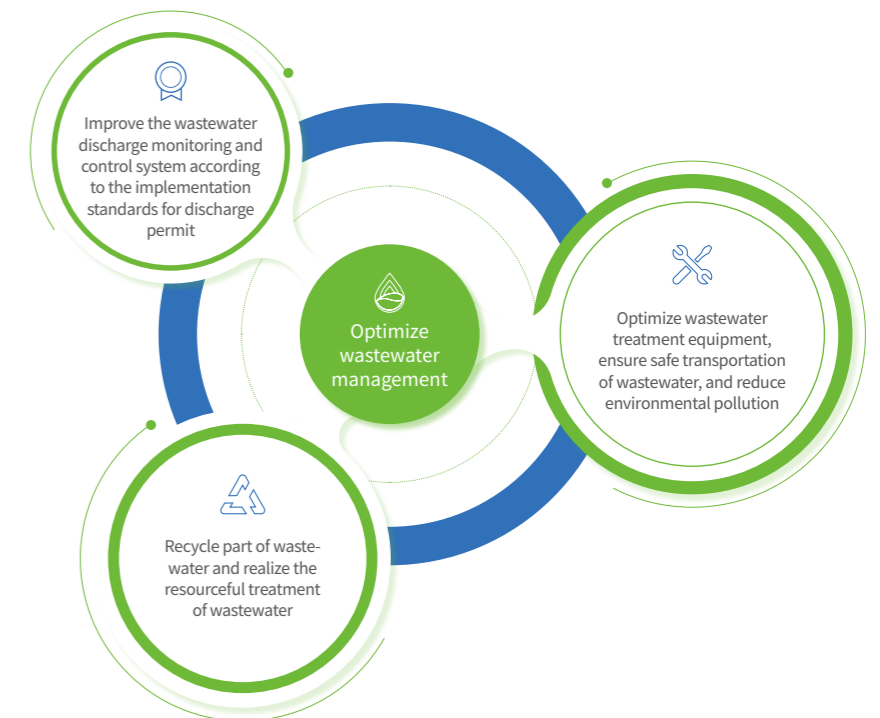 Improve the wastewater
discharge monitoring and
control system according
to the implementation
standards for discharge
permit
Optimize
wastewater
management
Optimize wastewater
treatment equipment,
ensure safe transportation
of wastewater, and reduce
environmental pollution
Recycle part of waste-
water and realize the
resourceful treatment
of wastewater